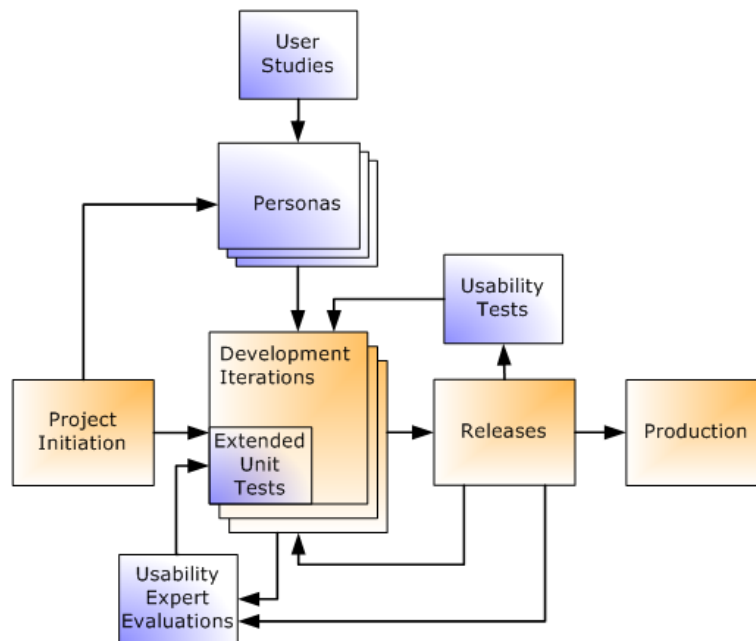 User
Studies
Personas
Usability
Tests
Development
Iterations
Project
Initiation
Extended
Unit
Tests
Releases
Production
Usability
Expert
Evaluations